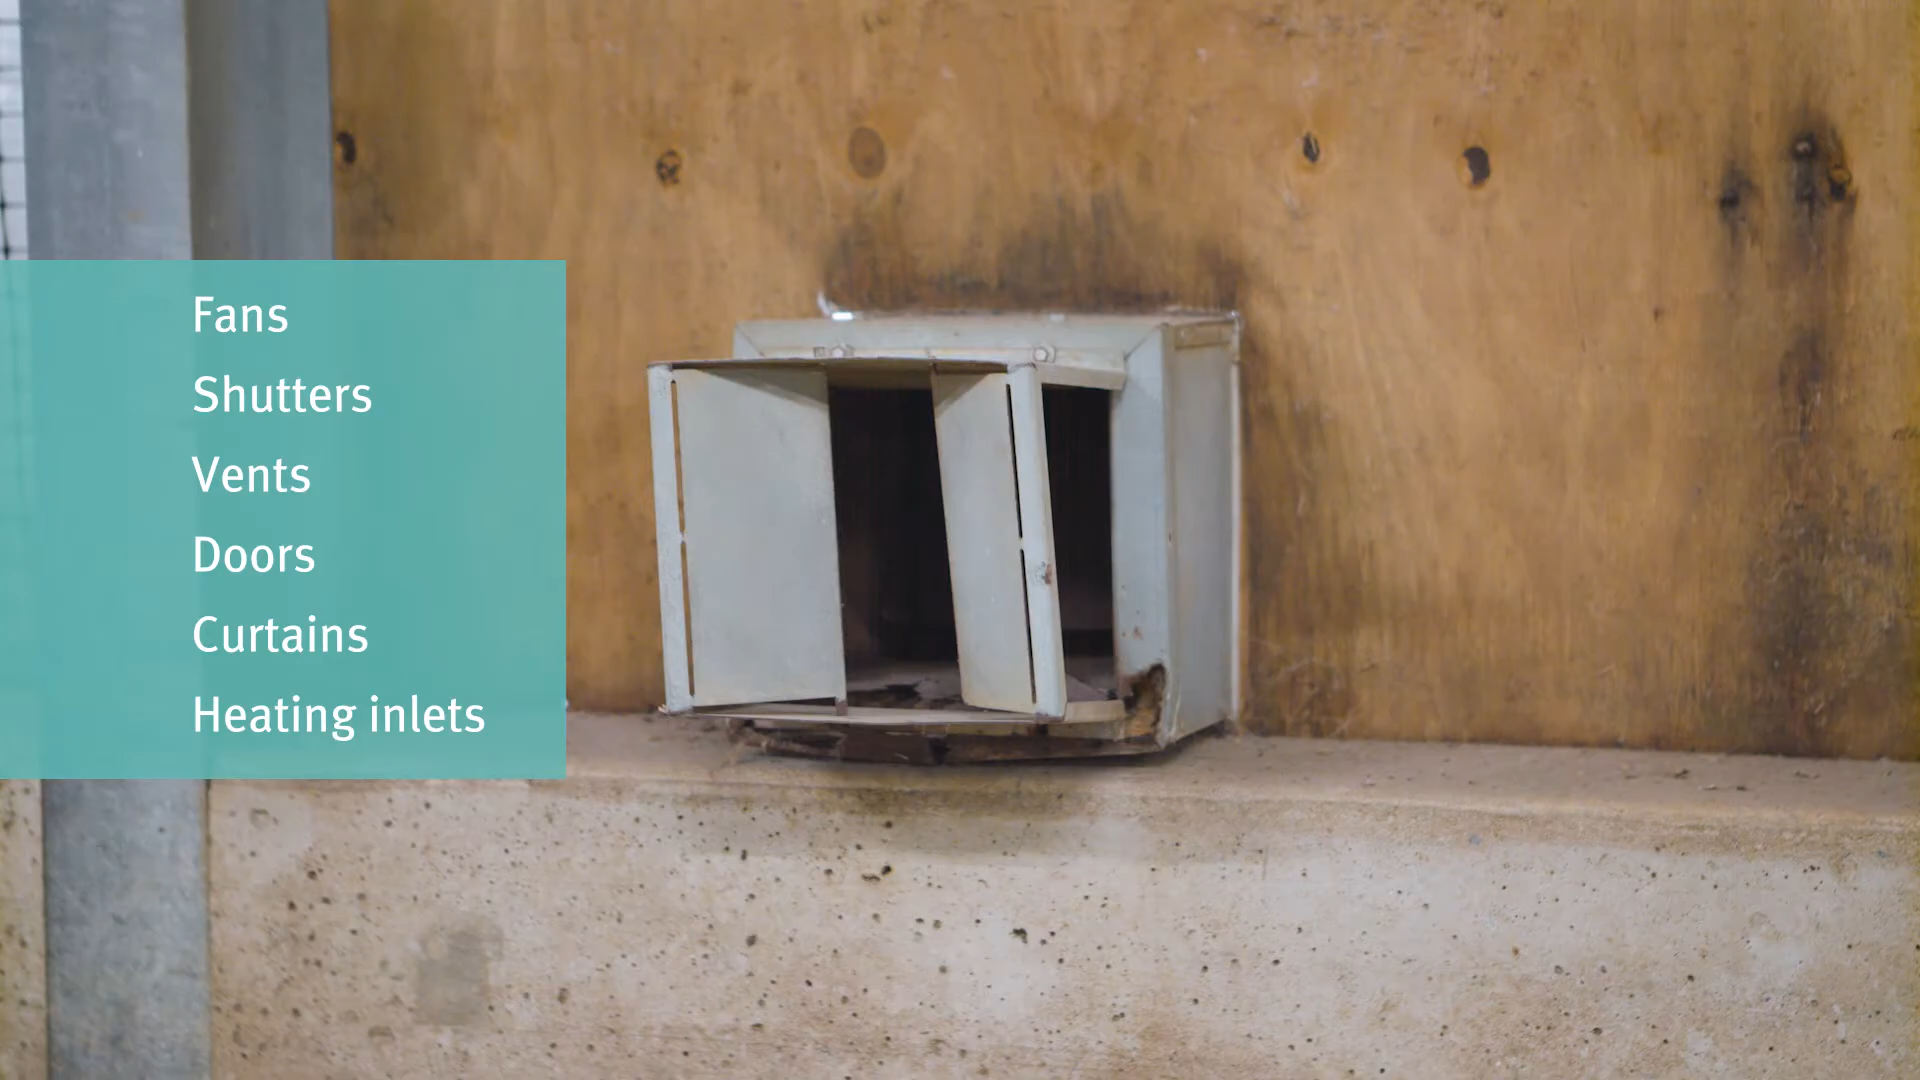 Fans
Shutters
Vents
Doors
Curtains
Heating inlets